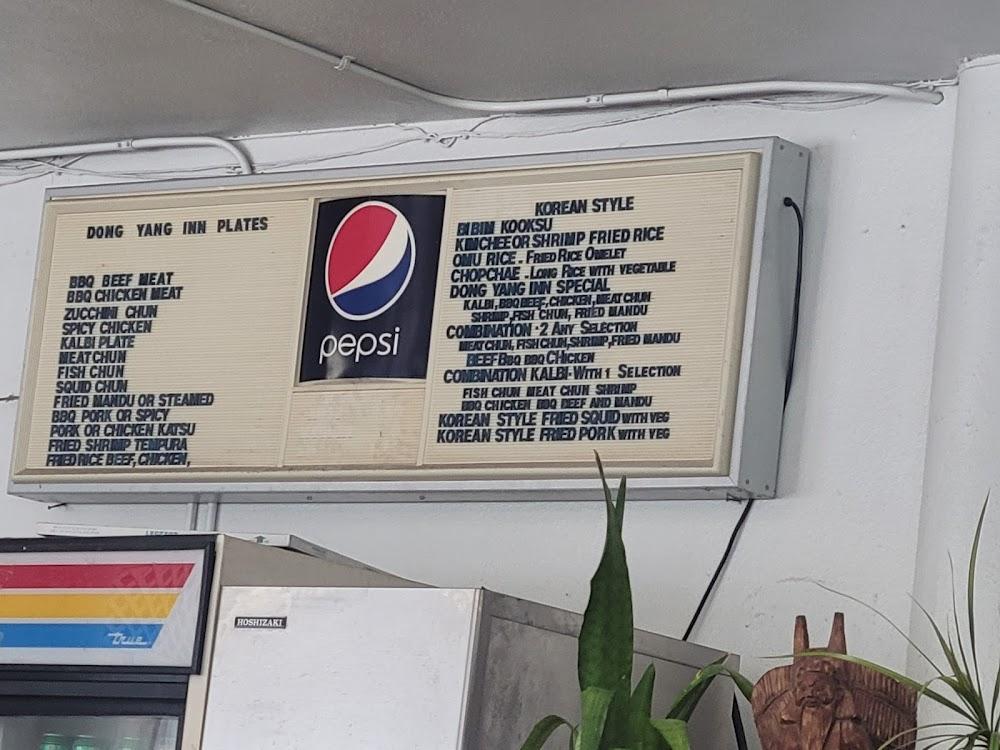 DONG YANG INN PLATES
BBQ BEEF MEAT
BBQ CHICKEN MEAT
ZUCCHINI CHUN
SPICY CHICKEN
KALBI PLATE
MEAT CHUN
FISH CHUN
SQUID CHUN
FRIED MANDU OR STEAMED
BBQ PORK OR SPICY
PORK OR CHICKEN KATSU
FRIED SHRIMP TEMPURA
FRIED RICE BEEF, CHICKEN,
pepsi
KOREAN STYLE
BIBIM KOOKSU
KIMCHEE OR SHRIMP FRIED RICE
OMU RICE - FRIED RICE OMELET
CHOPCHAE - LONG RICE WITH VEGETABLE
DONG YANG INN SPECIAL
KALBI, BBQ BEEF, CHICKEN, MEAT CHUN
SHRIMP, FISH CHUN, FRIED MANDU
COMBINATION - 2 ANY SELECTION
MEAT CHUN, FISH CHUN, SHRIMP, FRIED MANDU
BEEF BBQ BBQ CHICKEN
COMBINATION KALBI - WITH 1 SELECTION
FISH CHUN MEAT CHUN SHRIMP
BBQ CHICKEN BBQ BEEF AND MANDU
KOREAN STYLE FRIED SQUID WITH VEG
KOREAN STYLE FRIED PORK WITH VEG
True
HOSHIZAKI